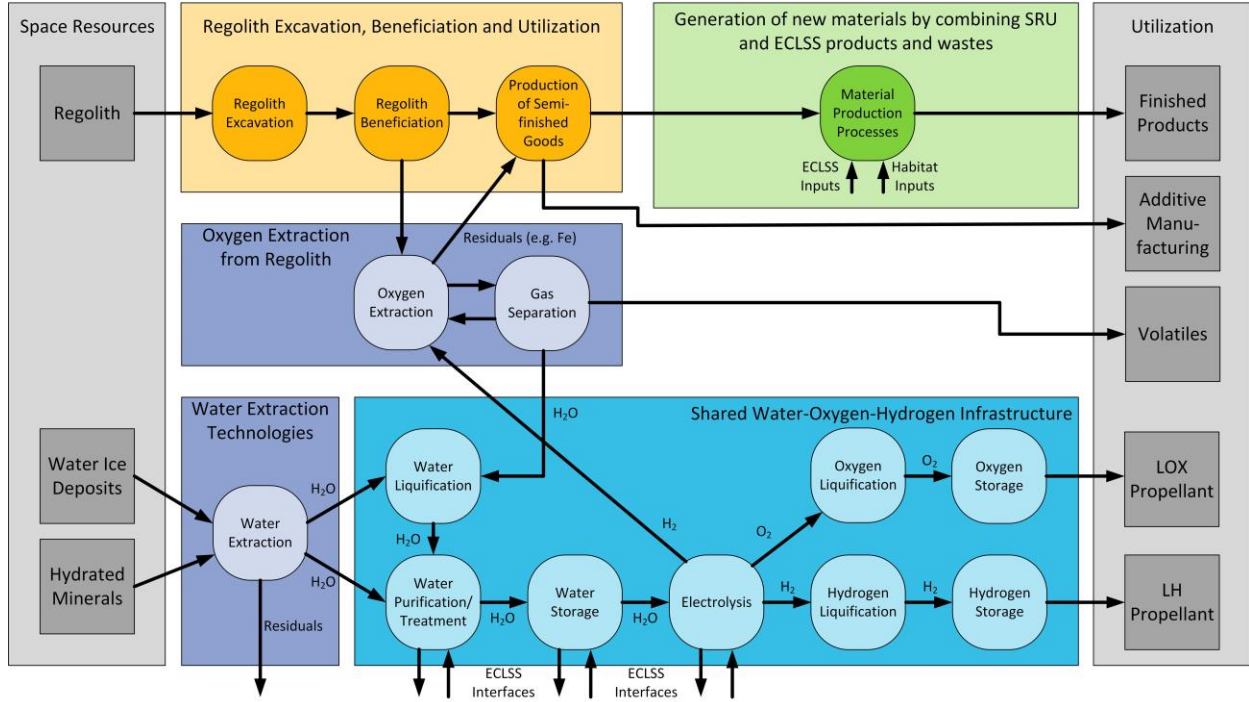 Space Resources
Regolith
Water Ice
Deposits
Hydrated
Minerals
Regolith Excavation, Beneficiation and Utilization
Regolith
Excavation
Regolith
Beneficiation
Production
of Semi-
finished
Goods
Generation of new materials by combining SRU
and ECLSS products and wastes
Material
Production
Processes
ECLSS
Inputs
Habitat
Inputs
Utilization
Finished
Products
Additive
Manu-
facturing
Volatiles
LOX
Propellant
LH
Propellant
Oxygen Extraction
from Regolith
Residuals (e.g. Fe)
Oxygen
Extraction
Gas
Separation
H₂O
Water Extraction
Technologies
Water
Extraction
H₂O
H₂O
Residuals
Shared Water-Oxygen-Hydrogen Infrastructure
Water
Liquification
H₂O
Water
Purification/
Treatment
H₂O
Water
Storage
H₂O
Electrolysis
H₂
O₂
Oxygen
Liquification
O₂
Oxygen
Storage
H₂
Hydrogen
Liquification
H₂
Hydrogen
Storage
ECLSS
Interfaces
ECLSS
Interfaces